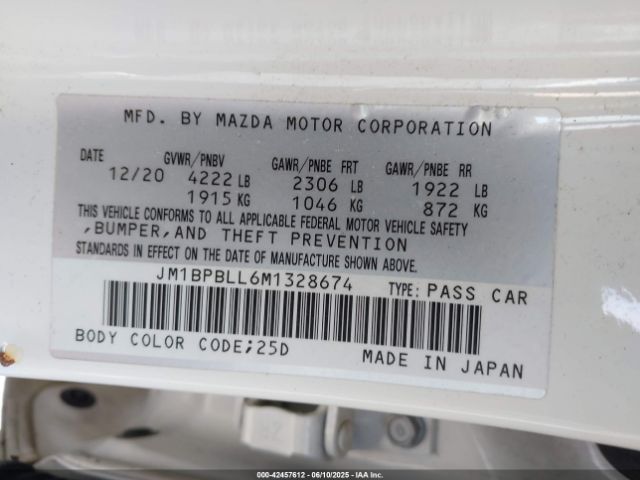 MFD. BY MAZDA MOTOR CORPORATION
DATE GVWR/PNBV GAWR/PNBE FRT GAWR/PNBE RR
12/20 4222 LB 2306 LB 1922 LB
1915 KG 1046 KG 872 KG
THIS VEHICLE CONFORMS TO ALL APPLICABLE FEDERAL MOTOR VEHICLE SAFETY
,BUMPER,AND THEFT PREVENTION
STANDARDS IN EFFECT ON THE DATE OF MANUFACTURE SHOWN ABOVE.
JM1BPBLL6M1328674 TYPE: PASS CAR
BODY COLOR CODE;25D MADE IN JAPAN
000-42457612 - 06/10/2025 - IAAI.COM